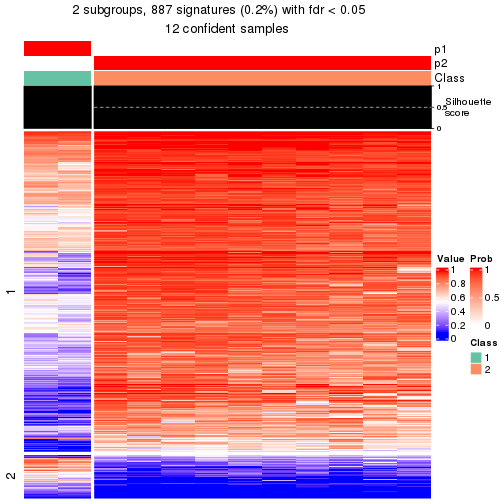 2 subgroups, 887 signatures (0.2%) with fdr < 0.05
12 confident samples
p1
p2
Class
1
0.5
0
Silhouette
score
1
2
Value
1
0.8
0.6
0.4
0.2
0
Prob
1
0.5
0
Class
1
2